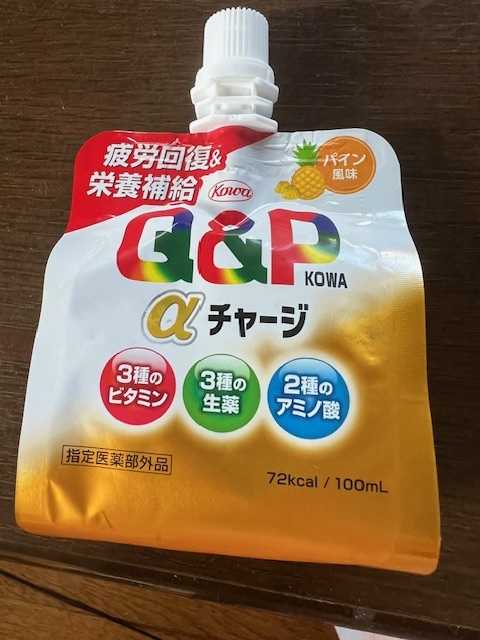 疲労回復&
栄養補給
Kowa
パイン
風味
Q&P KOWA
αチャージ
3種の
ビタミン
3種の
生薬
2種の
アミノ酸
指定医薬部外品
72kcal / 100mL